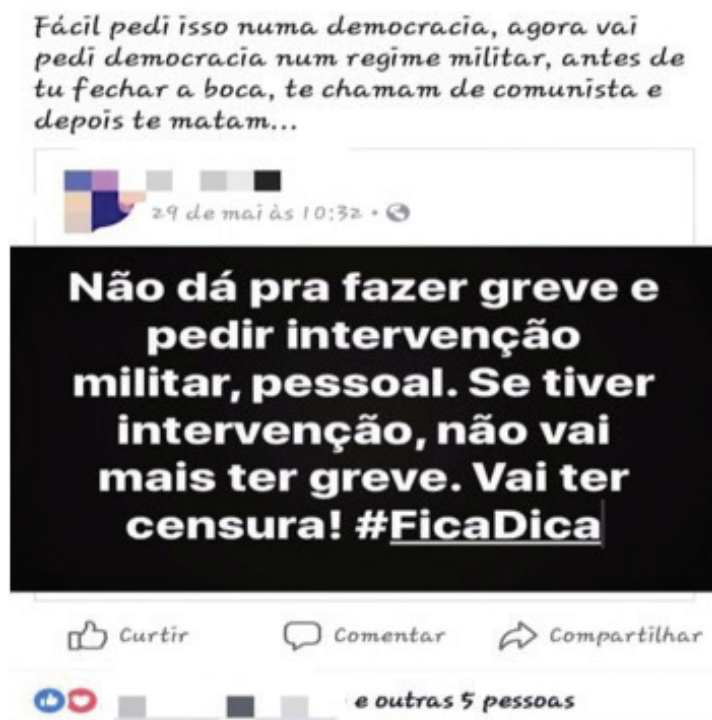 Fácil pedi isso numa democracia, agora vai
pedi democracia num regime militar, antes de
tu fechar a boca, te chamam de comunista e
depois te matam...
29 de mai às 10:32 •
Não dá pra fazer greve e
pedir intervenção
militar, pessoal. Se tiver
intervenção, não vai
mais ter greve. Vai ter
censura! #FicaDica
Curtir Comentar Compartilhar
e outras 5 pessoas